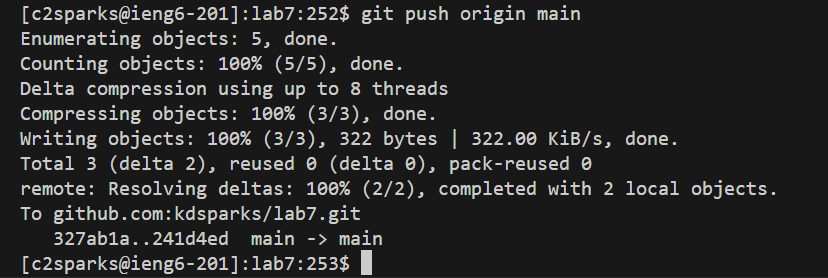 [c2sparks@ieng6-201]:lab7:252$ git push origin main
Enumerating objects: 5, done.
Counting objects: 100% (5/5), done.
Delta compression using up to 8 threads
Compressing objects: 100% (3/3), done.
Writing objects: 100% (3/3), 322 bytes | 322.00 KiB/s, done.
Total 3 (delta 2), reused 0 (delta 0), pack-reused 0
remote: Resolving deltas: 100% (2/2), completed with 2 local objects.
To github.com:kdsparks/lab7.git
   327ab1a..241d4ed  main -> main
[c2sparks@ieng6-201]:lab7:253$